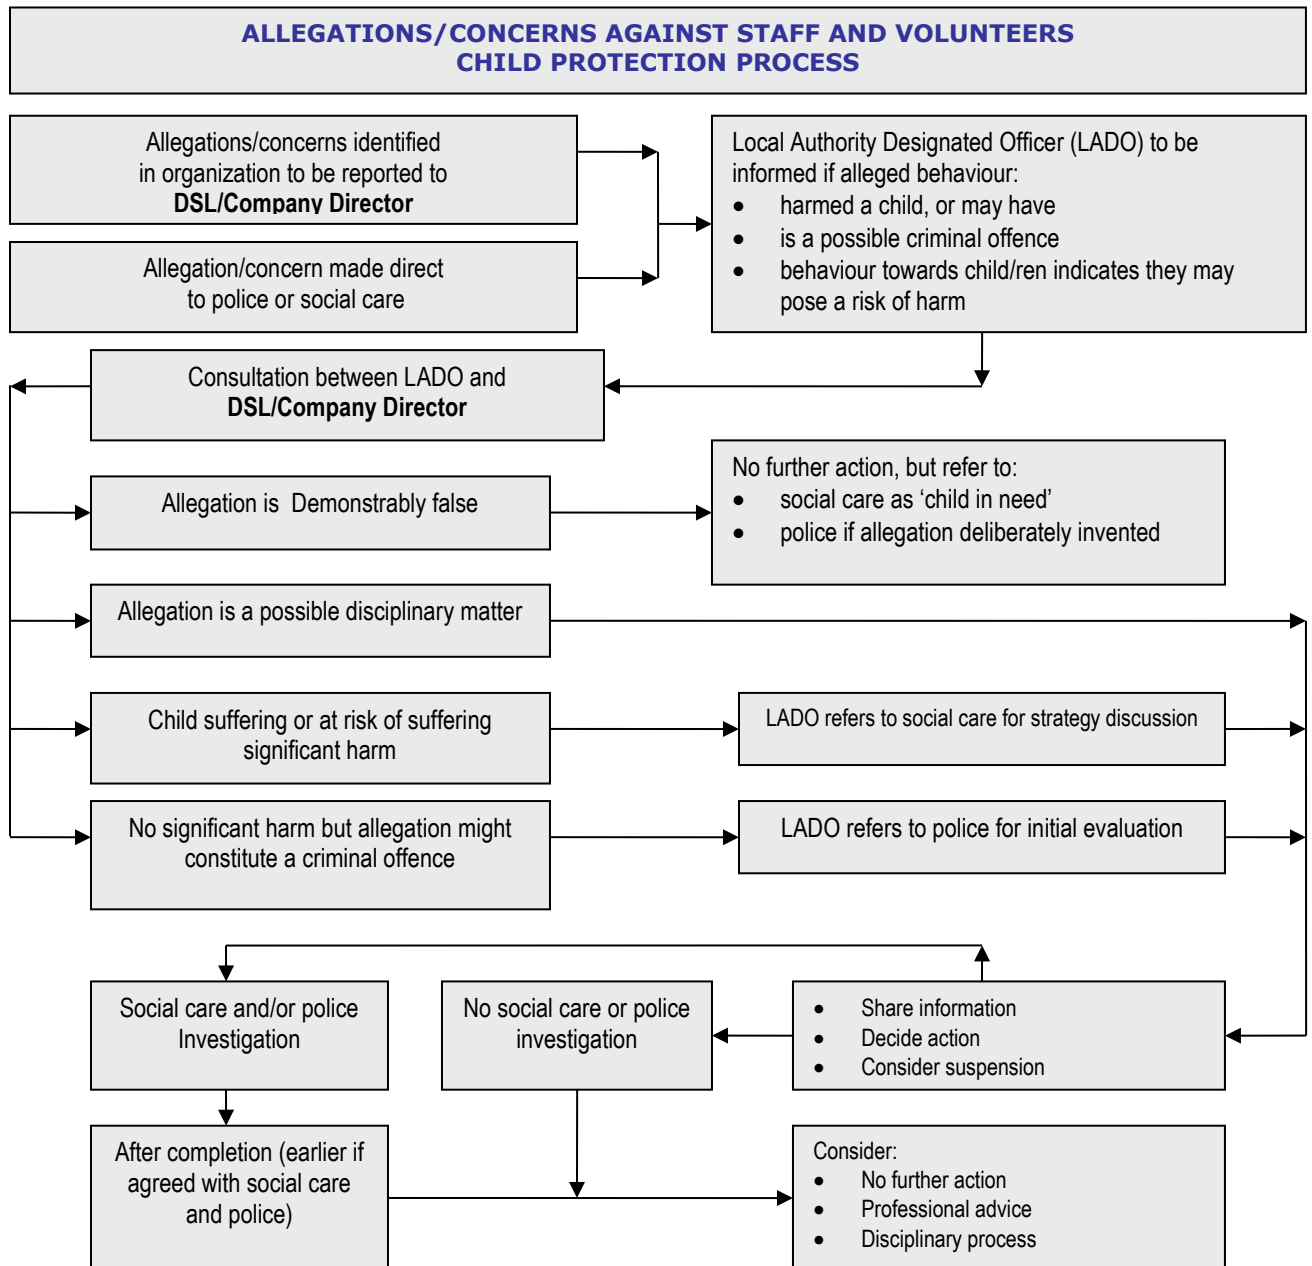 ALLEGATIONS/CONCERNS AGAINST STAFF AND VOLUNTEERS
CHILD PROTECTION PROCESS
Allegations/concerns identified
in organization to be reported to
DSL/Company Director
Allegation/concern made direct
to police or social care
Local Authority Designated Officer (LADO) to be
informed if alleged behaviour:
• harmed a child, or may have
• is a possible criminal offence
• behaviour towards child/ren indicates they may
pose a risk of harm
Consultation between LADO and
DSL/Company Director
Allegation is Demonstrably false
No further action, but refer to:
• social care as ‘child in need’
• police if allegation deliberately invented
Allegation is a possible disciplinary matter
Child suffering or at risk of suffering
significant harm
LADO refers to social care for strategy discussion
No significant harm but allegation might
constitute a criminal offence
LADO refers to police for initial evaluation
Social care and/or police
Investigation
No social care or police
investigation
• Share information
• Decide action
• Consider suspension
After completion (earlier if
agreed with social care
and police)
Consider:
• No further action
• Professional advice
• Disciplinary process